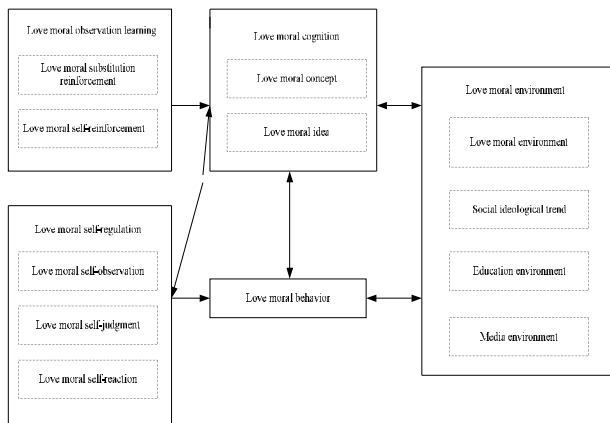 Love moral observation learning
Love moral substitution
reinforcement
Love moral self-reinforcement
Love moral cognition
Love moral concept
Love moral idea
Love moral environment
Love moral environment
Social ideological trend
Education environment
Media environment
Love moral self-regulation
Love moral self-observation
Love moral self-judgment
Love moral self-reaction
Love moral behavior